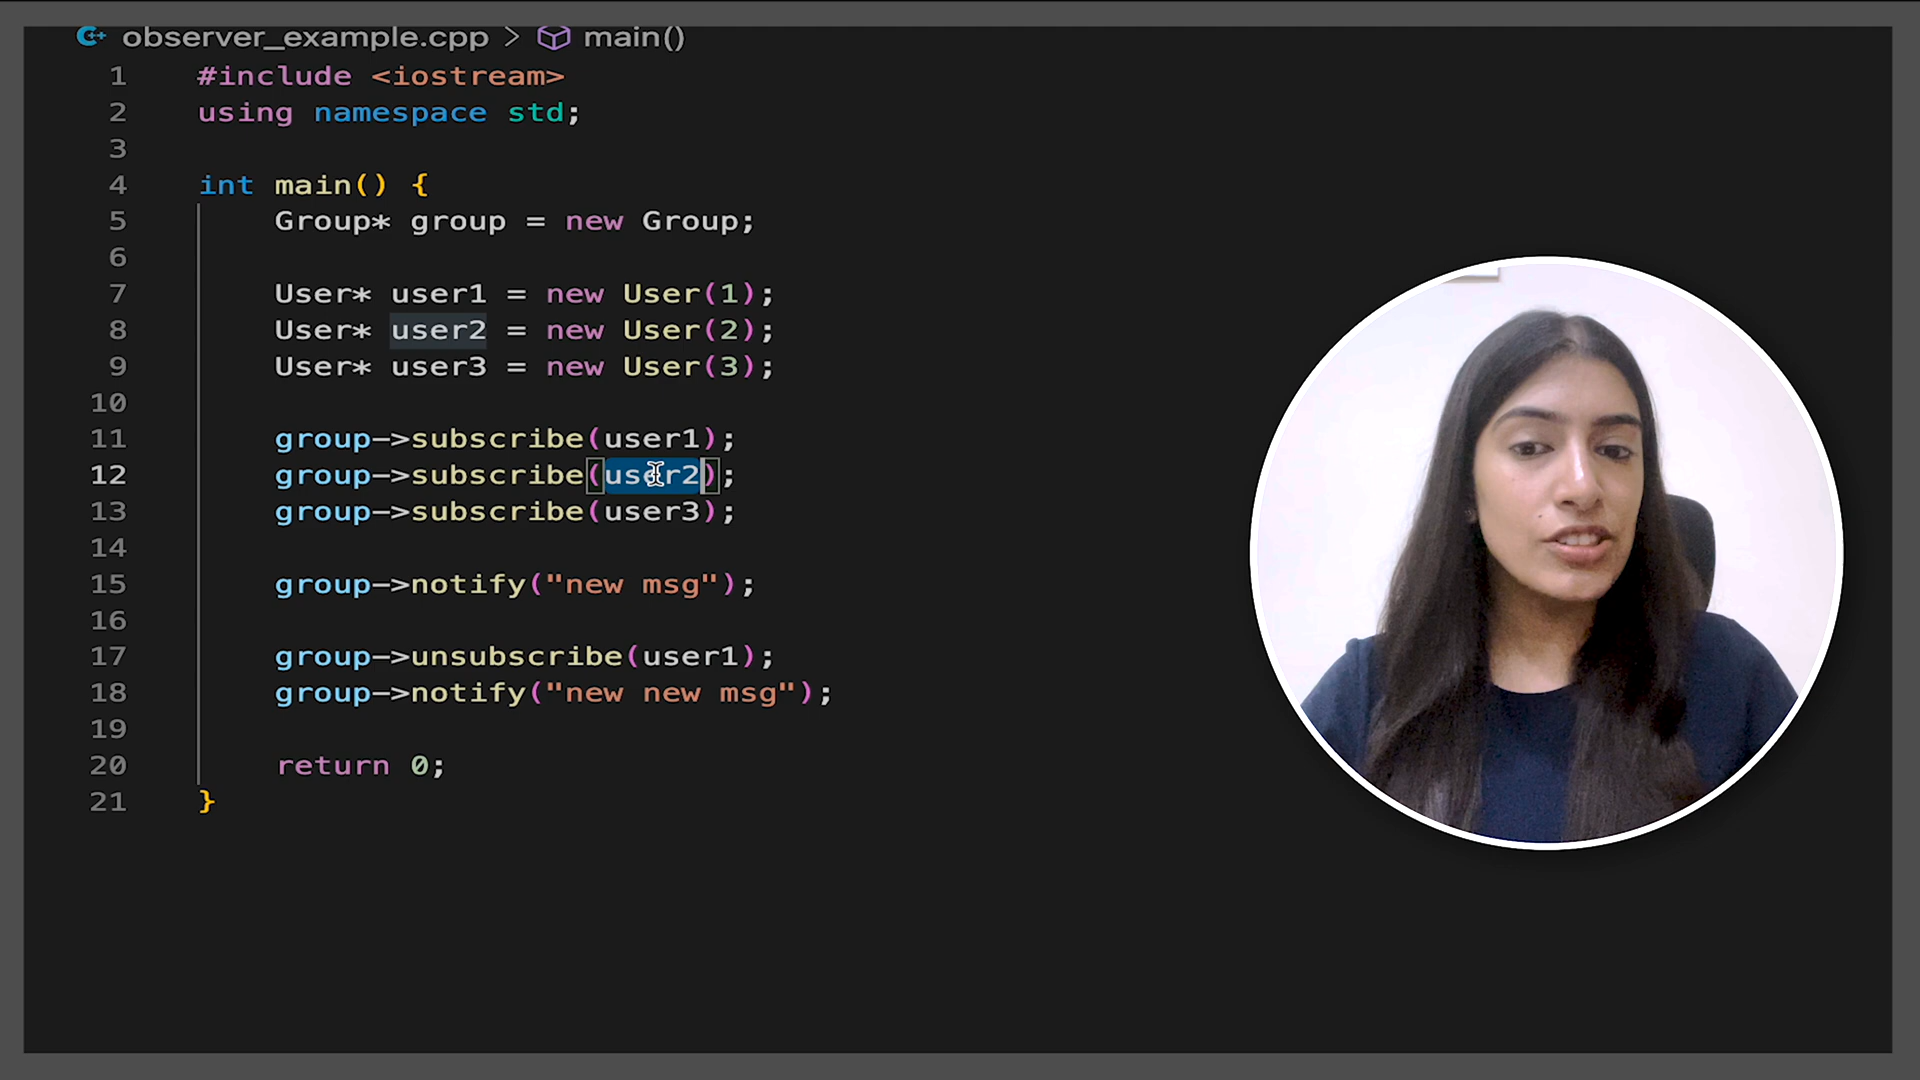 observer_example.cpp > main()
1 #include <iostream>
2 using namespace std;
3
4 int main() {
5 Group* group = new Group;
6
7 User* user1 = new User(1);
8 User* user2 = new User(2);
9 User* user3 = new User(3);
10
11 group->subscribe(user1);
12 group->subscribe(user2);
13 group->subscribe(user3);
14
15 group->notify("new msg");
16
17 group->unsubscribe(user1);
18 group->notify("new new msg");
19
20 return 0;
21 }